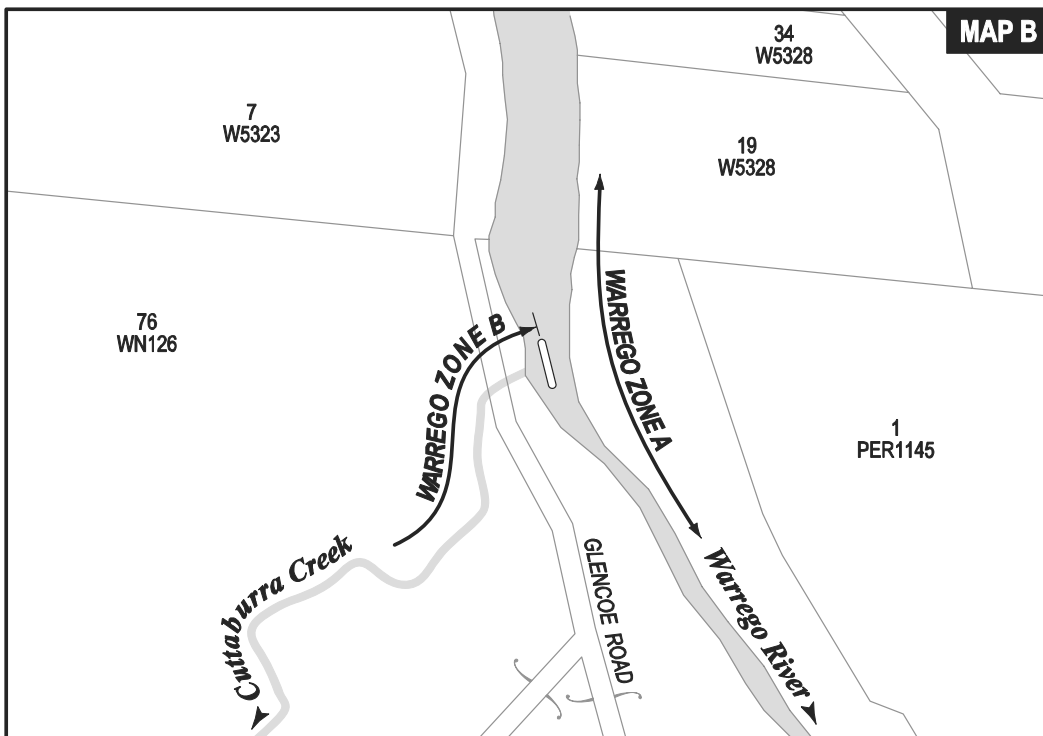 MAP B
34
W5328
7
W5323
19
W5328
76
WN126
WARREGO ZONE B
WARREGO ZONE A
1
PER1145
Cuttaburra Creek
GLENCOE ROAD
Warrego River